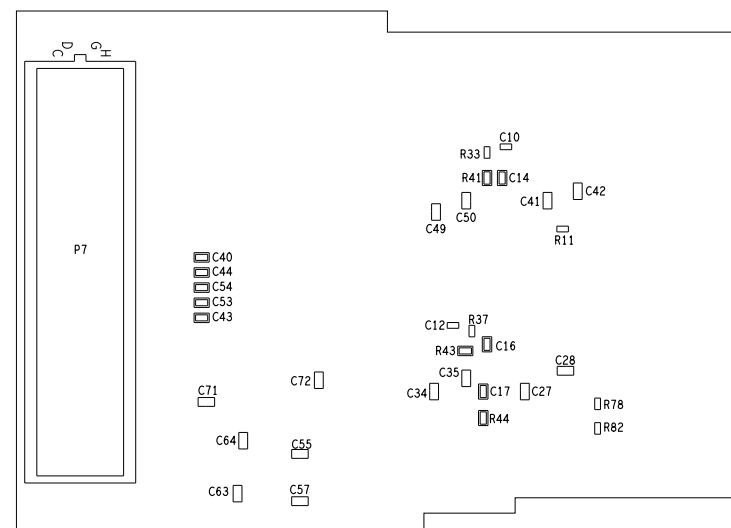 D G
C H
C10
R33
R41 C14
C42
C50 C41
C49
R11
P7
C40
C44
C54
C53
C43
C12 R37
R43 C16
C28
C72 C35
C71 C34 C17 C27
R78
R44
R82
C64 C55
C63 C57